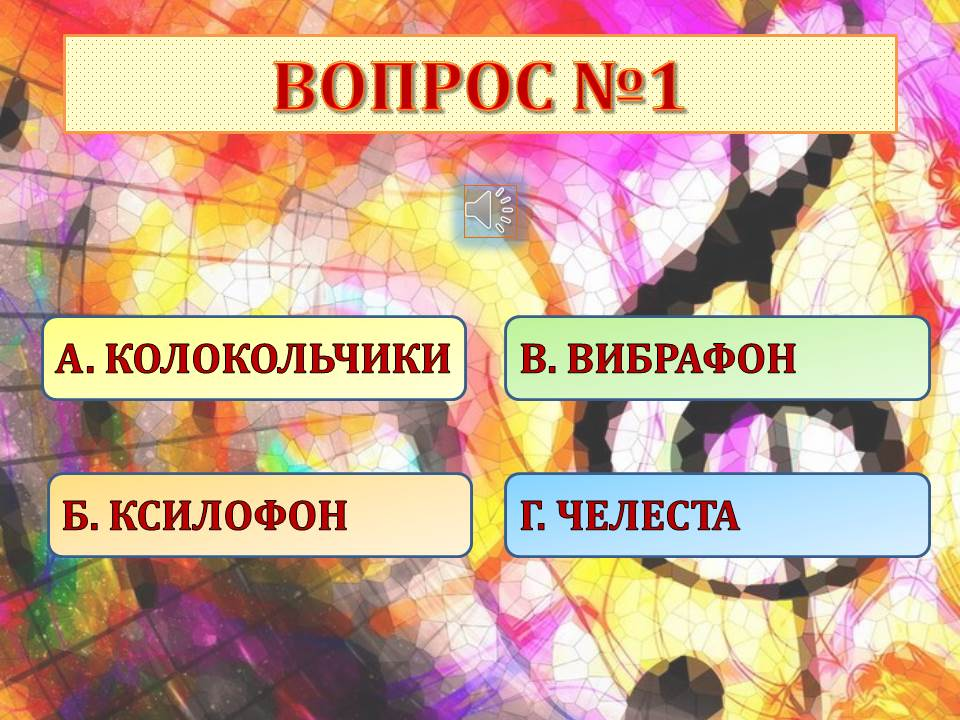 ВОПРОС №1
А. КОЛОКОЛЬЧИКИ
В. ВИБРАФОН
Б. КСИЛОФОН
Г. ЧЕЛЕСТА